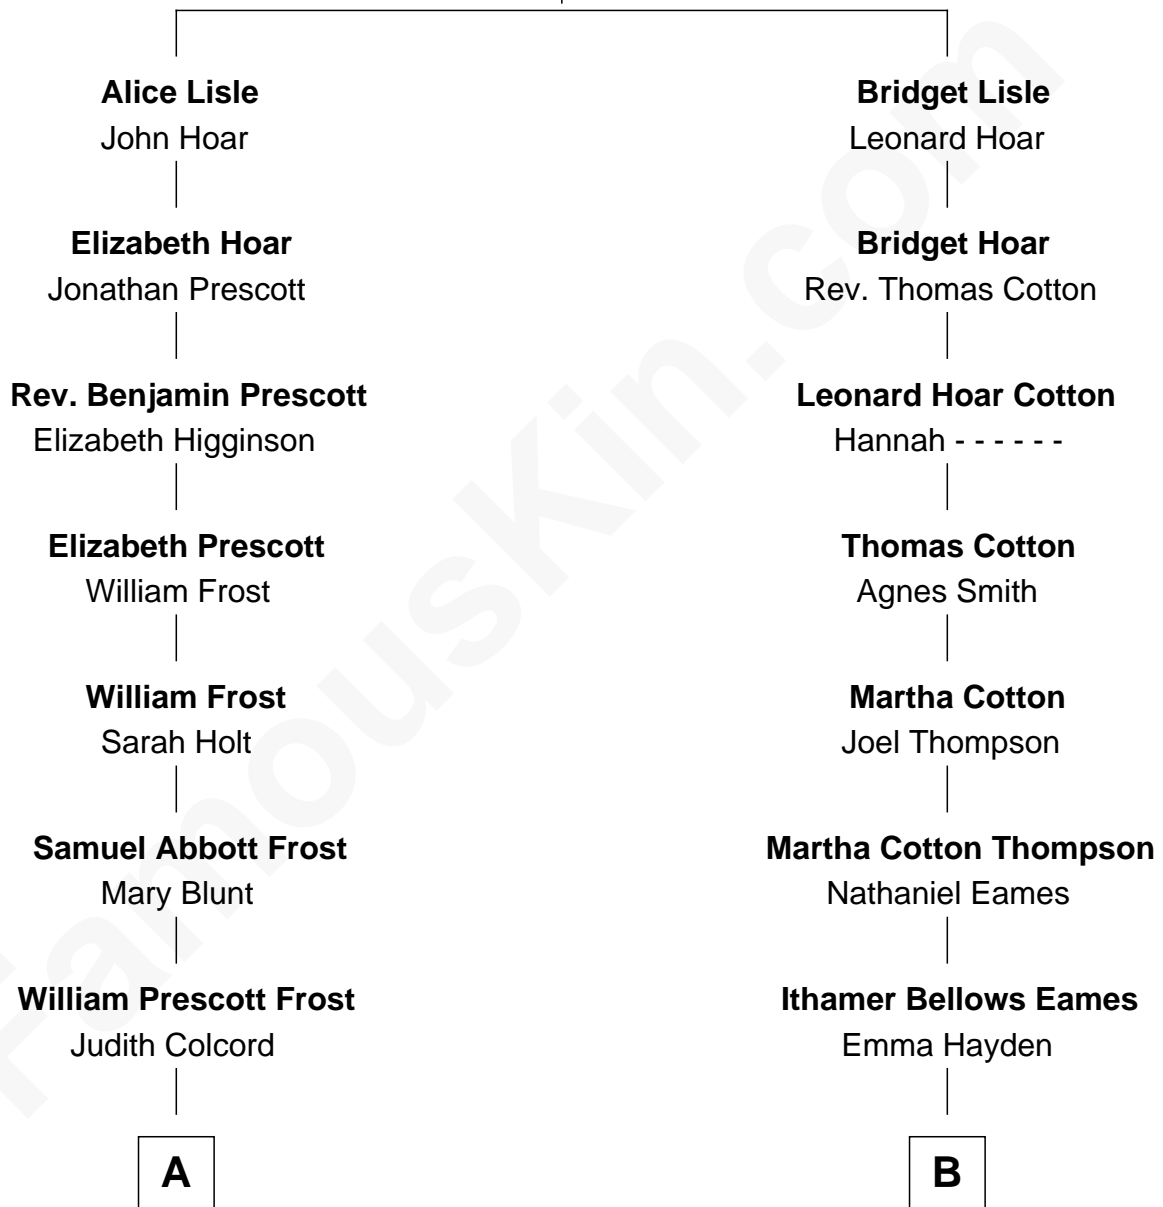 Alice Lisle
John Hoar
Bridget Lisle
Leonard Hoar
Elizabeth Hoar
Jonathan Prescott
Bridget Hoar
Rev. Thomas Cotton
Rev. Benjamin Prescott
Elizabeth Higginson
Leonard Hoar Cotton
Hannah - - - - - -
Elizabeth Prescott
William Frost
Thomas Cotton
Agnes Smith
William Frost
Sarah Holt
Martha Cotton
Joel Thompson
Samuel Abbott Frost
Mary Blunt
Martha Cotton Thompson
Nathaniel Eames
William Prescott Frost
Judith Colcord
Ithamer Bellows Eames
Emma Hayden
A
B
FamousKin.com